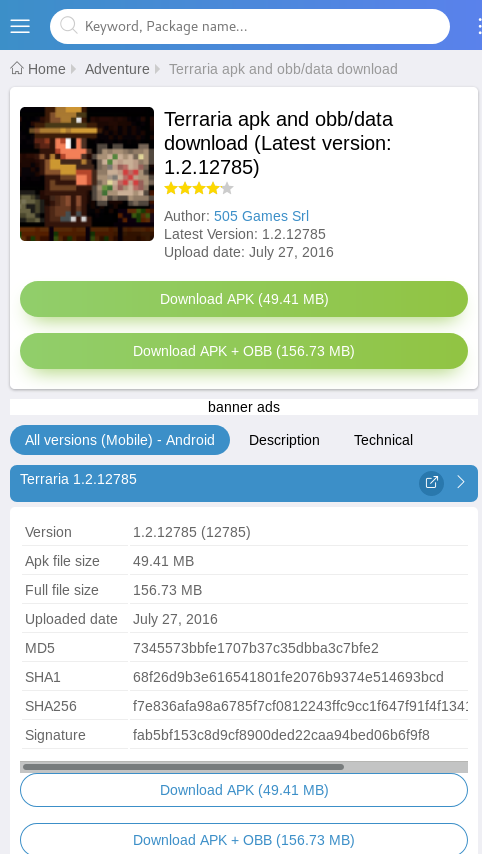 Keyword, Package name...
Home Adventure Terraria apk and obb/data download
Terraria apk and obb/data
download (Latest version:
1.2.12785)
Author: 505 Games Srl
Latest Version: 1.2.12785
Upload date: July 27, 2016
Download APK (49.41 MB)
Download APK + OBB (156.73 MB)
banner ads
All versions (Mobile) - Android Description Technical
Terraria 1.2.12785
Version 1.2.12785 (12785)
Apk file size 49.41 MB
Full file size 156.73 MB
Uploaded date July 27, 2016
MD5 7345573bbfe1707b37c35dbba3c7bfe2
SHA1 68f26d9b3e616541801fe2076b9374e514693bcd
SHA256 f7e836afa98a6785f7cf0812243ffc9cc1f647f91f4f1341
Signature fab5bf153c8d9cf8900ded22caa94bed06b6f9f8
Download APK (49.41 MB)
Download APK + OBB (156.73 MB)